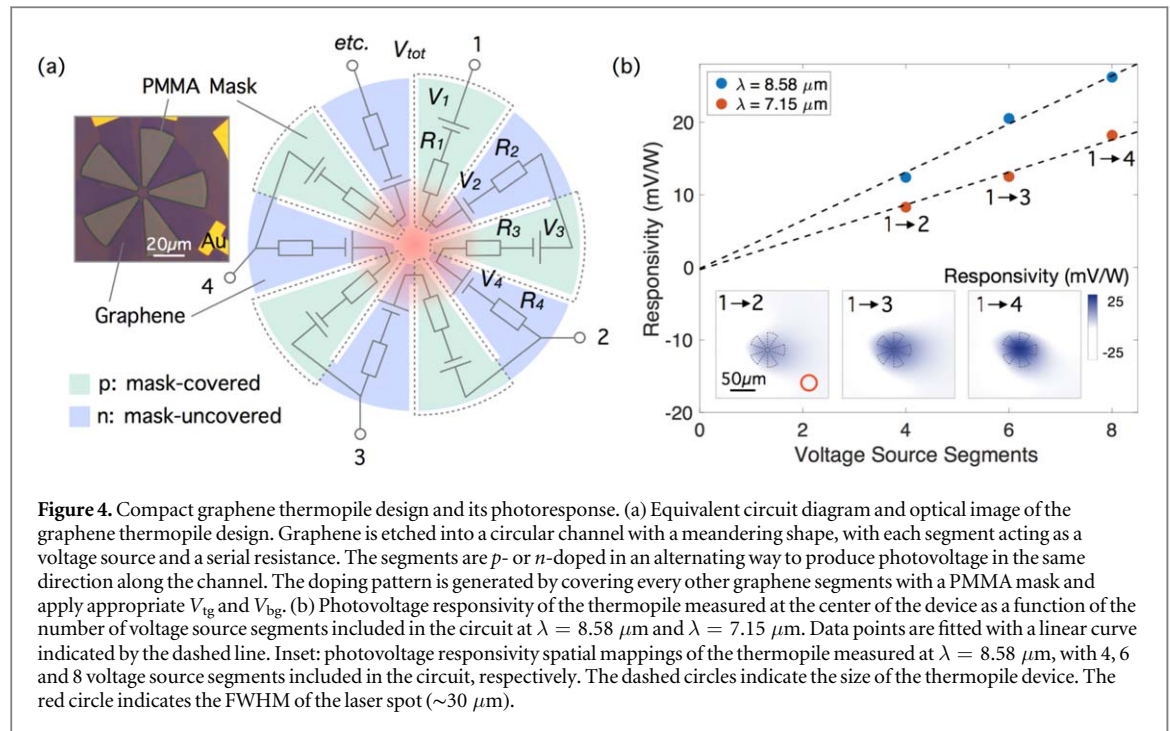 (a)
etc.
V_tot
1
PMMA Mask
V_1
R_1
R_2
V_2
R_3
V_3
Au
20μm
4
V_4
R_4
Graphene
2
p: mask-covered
n: mask-uncovered
3
(b)
λ = 8.58 μm
λ = 7.15 μm
20
10
0
-10
-20
Responsivity (mV/W)
1→4
1→3
1→2
Responsivity (mV/W)
1→2
1→3
1→4
25
-25
50μm
0
2
4
6
8
Voltage Source Segments
Figure 4. Compact graphene thermopile design and its photoresponse. (a) Equivalent circuit diagram and optical image of the
graphene thermopile design. Graphene is etched into a circular channel with a meandering shape, with each segment acting as a
voltage source and a serial resistance. The segments are p- or n-doped in an alternating way to produce photovoltage in the same
direction along the channel. The doping pattern is generated by covering every other graphene segments with a PMMA mask and
apply appropriate V_tg and V_bg. (b) Photovoltage responsivity of the thermopile measured at the center of the device as a function of the
number of voltage source segments included in the circuit at λ = 8.58 μm and λ = 7.15 μm. Data points are fitted with a linear curve
indicated by the dashed line. Inset: photovoltage responsivity spatial mappings of the thermopile measured at λ = 8.58 μm, with 4, 6
and 8 voltage source segments included in the circuit, respectively. The dashed circles indicate the size of the thermopile device. The
red circle indicates the FWHM of the laser spot (~30 μm).